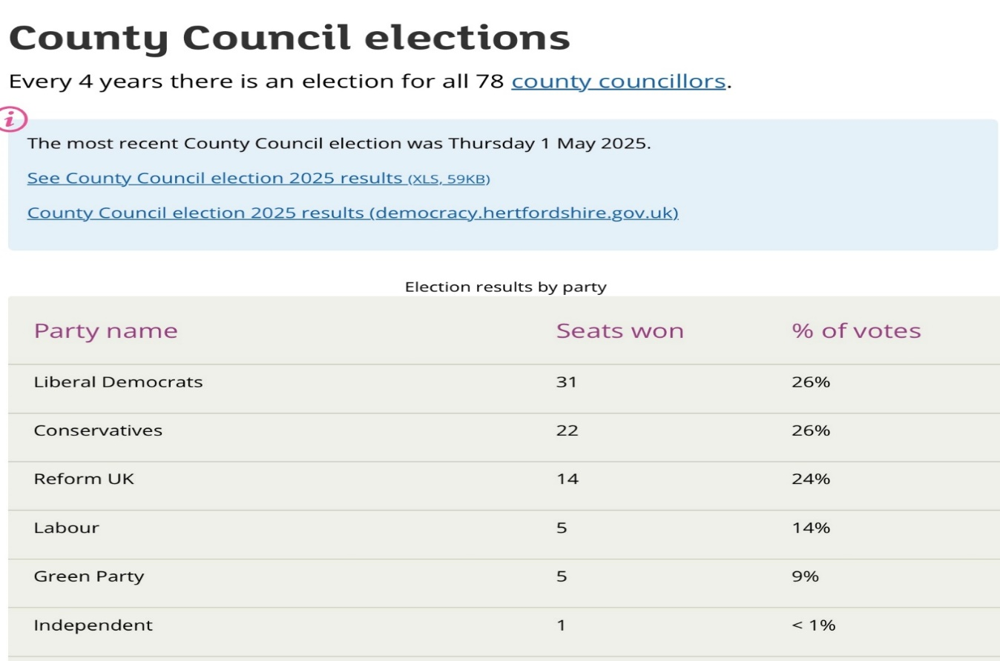 County Council elections
Every 4 years there is an election for all 78 county councillors.
i
The most recent County Council election was Thursday 1 May 2025.
See County Council election 2025 results (XLS, 59KB)
County Council election 2025 results (democracy.hertfordshire.gov.uk)
Election results by party
Party name Seats won % of votes
Liberal Democrats 31 26%
Conservatives 22 26%
Reform UK 14 24%
Labour 5 14%
Green Party 5 9%
Independent 1 < 1%